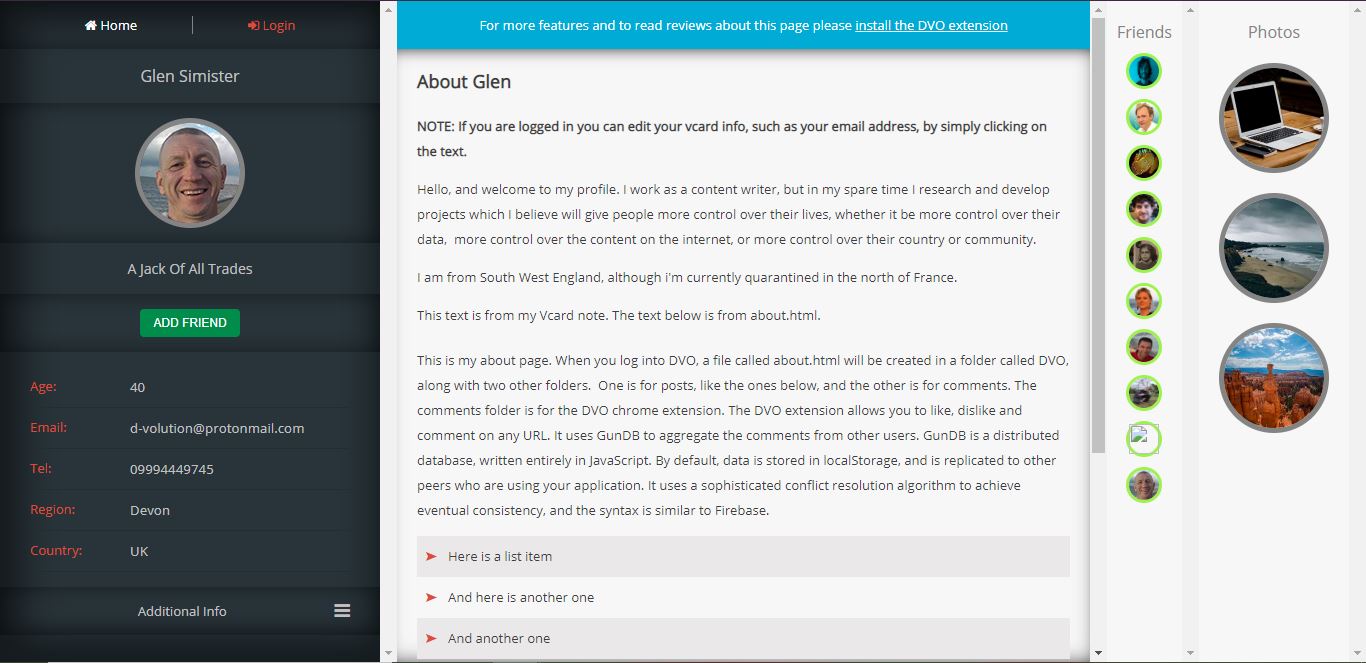 Home
Login
Glen Simister
A Jack Of All Trades
ADD FRIEND
Age: 40
Email: d-volution@protonmail.com
Tel: 09994449745
Region: Devon
Country: UK
Additional Info
For more features and to read reviews about this page please install the DVO extension
About Glen
NOTE: If you are logged in you can edit your vcard info, such as your email address, by simply clicking on
the text.
Hello, and welcome to my profile. I work as a content writer, but in my spare time I research and develop
projects which I believe will give people more control over their lives, whether it be more control over their
data,  more control over the content on the internet, or more control over their country or community.
I am from South West England, although i'm currently quarantined in the north of France.
This text is from my Vcard note. The text below is from about.html.
This is my about page. When you log into DVO, a file called about.html will be created in a folder called DVO,
along with two other folders.  One is for posts, like the ones below, and the other is for comments. The
comments folder is for the DVO chrome extension. The DVO extension allows you to like, dislike and
comment on any URL. It uses GunDB to aggregate the comments from other users. GunDB is a distributed
database, written entirely in JavaScript. By default, data is stored in localStorage, and is replicated to other
peers who are using your application. It uses a sophisticated conflict resolution algorithm to achieve
eventual consistency, and the syntax is similar to Firebase.
➤ Here is a list item
➤ And here is another one
➤ And another one
Friends
Photos